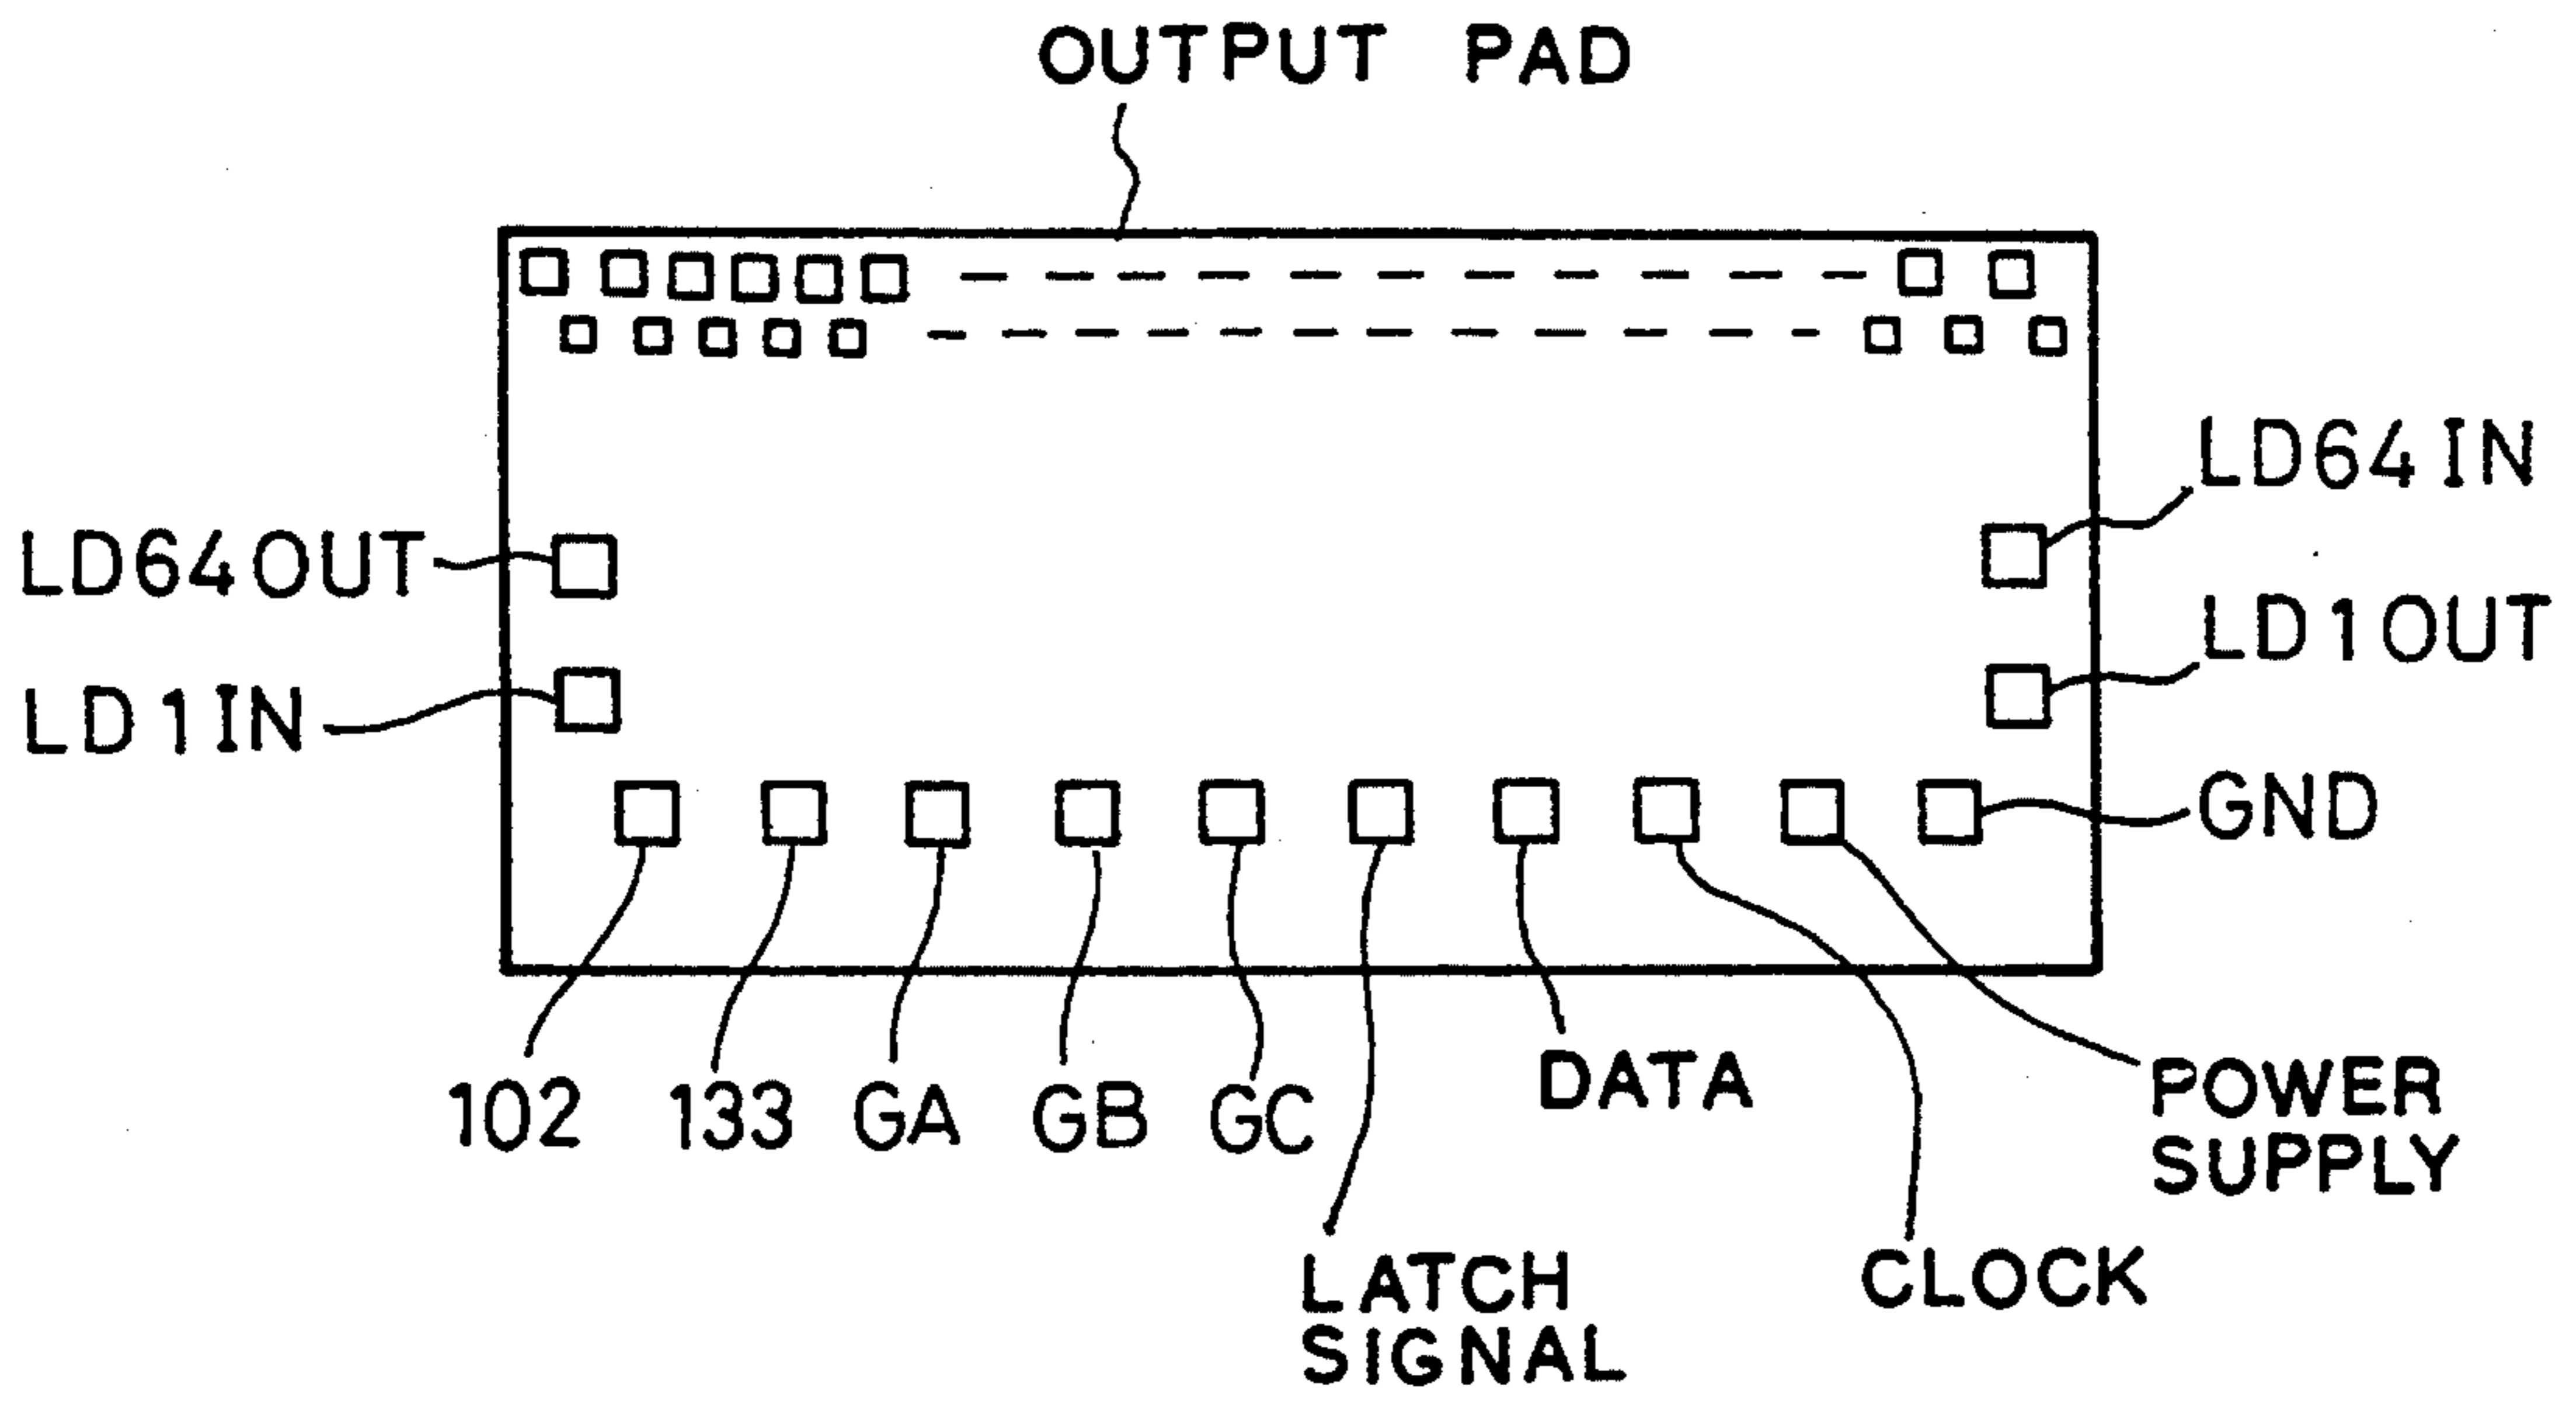 OUTPUT PAD
LD64IN
LD64OUT
LD1OUT
LD1IN
GND
102
133
GA
GB
GC
DATA
POWER
SUPPLY
LATCH
SIGNAL
CLOCK